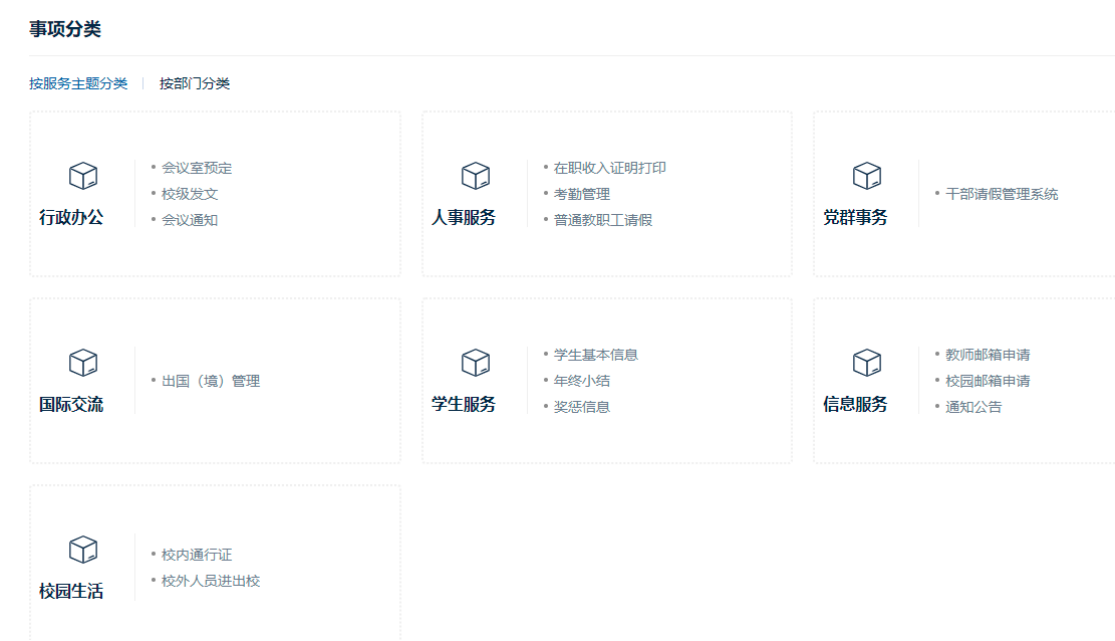 事项分类
按服务主题分类 | 按部门分类
行政办公
• 会议室预定
• 校级发文
• 会议通知
人事服务
• 在职收入证明打印
• 考勤管理
• 普通教职工请假
党群事务
• 干部请假管理系统
国际交流
• 出国（境）管理
学生服务
• 学生基本信息
• 年终小结
• 奖惩信息
信息服务
• 教师邮箱申请
• 校园邮箱申请
• 通知公告
校园生活
• 校内通行证
• 校外人员进出校